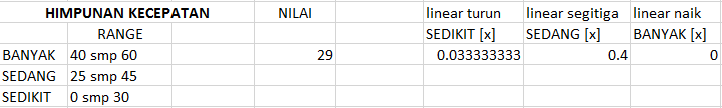 HIMPUNAN KECEPATAN NILAI linear turun linear segitiga linear naik
RANGE SEDIKIT [x] SEDANG [x] BANYAK [x]
BANYAK 40 smp 60 29 0.033333333 0.4 0
SEDANG 25 smp 45
SEDIKIT 0 smp 30